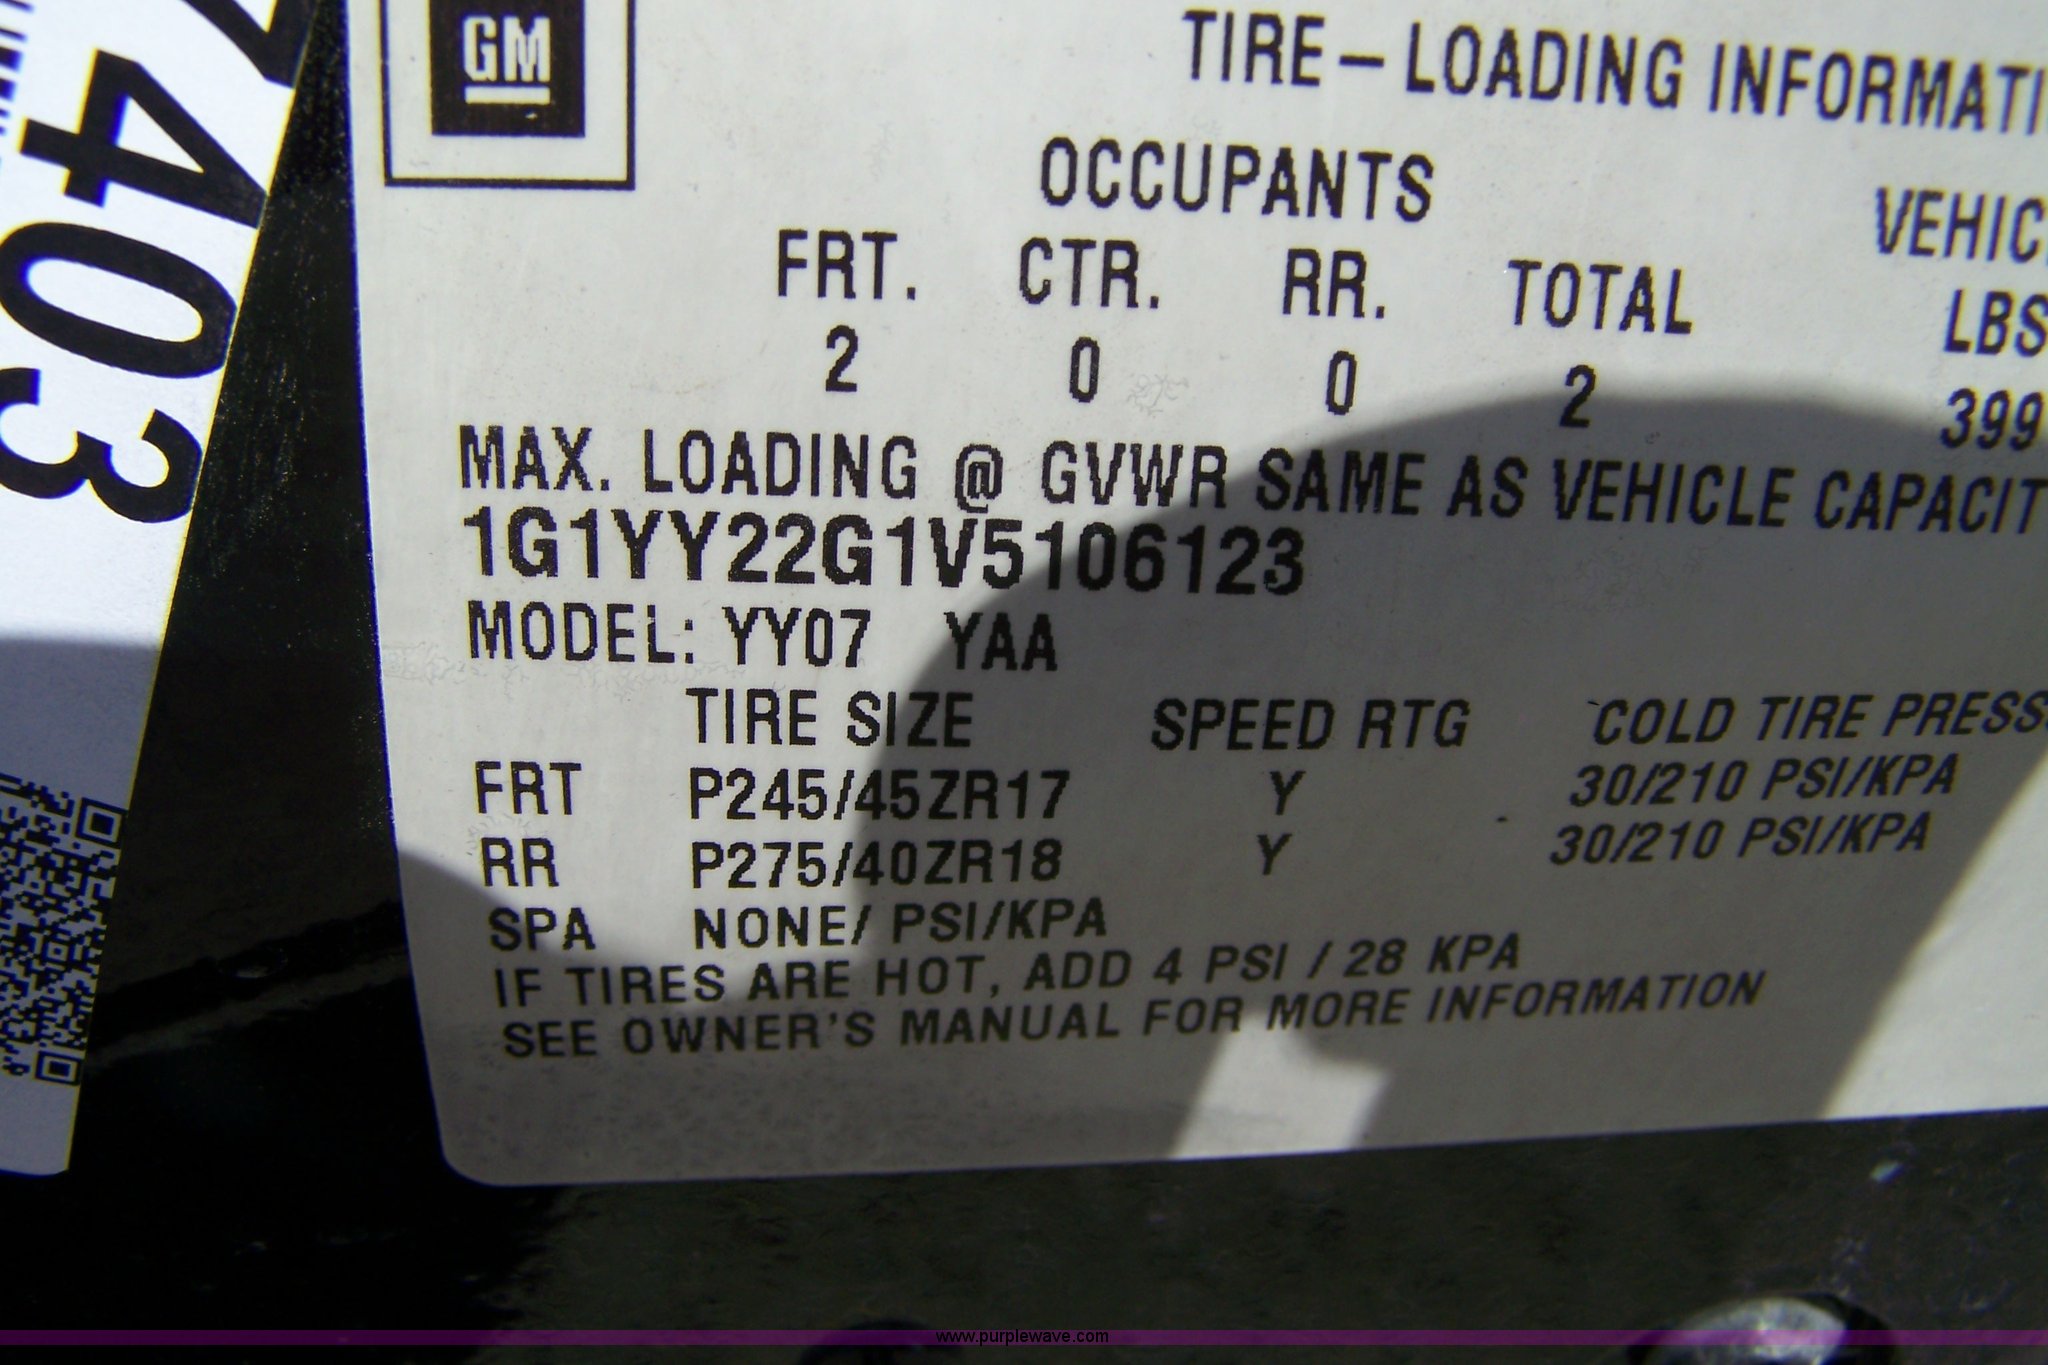 7403
GM
TIRE – LOADING INFORMATI
OCCUPANTS VEHIC
FRT. CTR. RR. TOTAL LBS
2 0 0 2 399
MAX. LOADING @ GVWR SAME AS VEHICLE CAPACIT
1G1YY22G1V5106123
MODEL: YY07 YAA
TIRE SIZE SPEED RTG COLD TIRE PRESS
FRT P245/45ZR17 Y 30/210 PSI/KPA
RR P275/40ZR18 Y 30/210 PSI/KPA
SPA NONE/ PSI/KPA
IF TIRES ARE HOT, ADD 4 PSI / 28 KPA
SEE OWNER'S MANUAL FOR MORE INFORMATION
www.purplewave.com